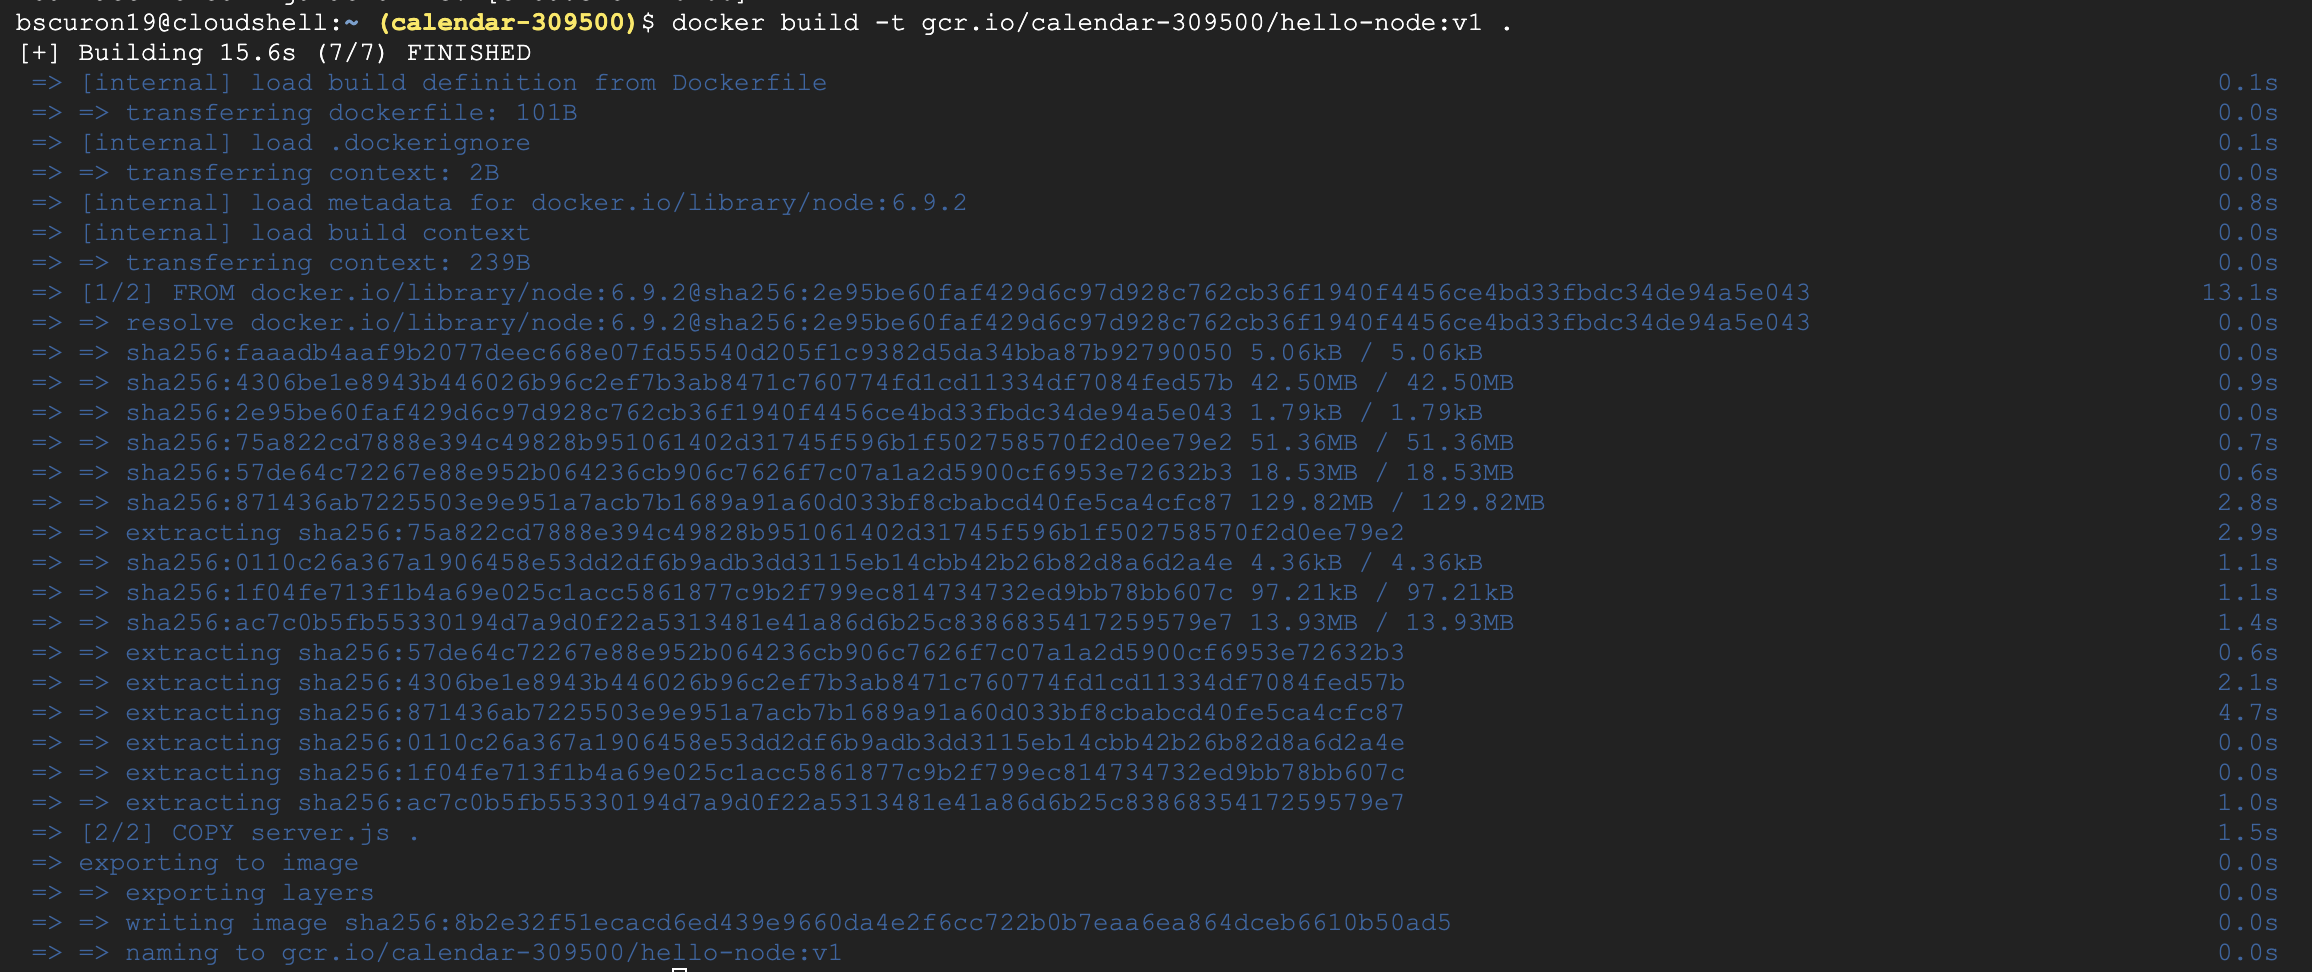 bscuron19@cloudshell:~ (calendar-309500)$ docker build -t gcr.io/calendar-309500/hello-node:v1 .
[+] Building 15.6s (7/7) FINISHED
=> [internal] load build definition from Dockerfile 0.1s
=> => transferring dockerfile: 101B 0.0s
=> [internal] load .dockerignore 0.1s
=> => transferring context: 2B 0.0s
=> [internal] load metadata for docker.io/library/node:6.9.2 0.8s
=> [internal] load build context 0.0s
=> => transferring context: 239B 0.0s
=> [1/2] FROM docker.io/library/node:6.9.2@sha256:2e95be60faf429d6c97d928c762cb36f1940f4456ce4bd33fbdc34de94a5e043 13.1s
=> => resolve docker.io/library/node:6.9.2@sha256:2e95be60faf429d6c97d928c762cb36f1940f4456ce4bd33fbdc34de94a5e043 0.0s
=> => sha256:faaadb4aaf9b2077deec668e07fd55540d205f1c9382d5da34bba87b92790050 5.06kB / 5.06kB 0.0s
=> => sha256:4306be1e8943b446026b96c2ef7b3ab8471c760774fd1cd11334df7084fed57b 42.50MB / 42.50MB 0.9s
=> => sha256:2e95be60faf429d6c97d928c762cb36f1940f4456ce4bd33fbdc34de94a5e043 1.79kB / 1.79kB 0.0s
=> => sha256:75a822cd7888e394c49828b951061402d31745f596b1f502758570f2d0ee79e2 51.36MB / 51.36MB 0.7s
=> => sha256:57de64c72267e88e952b064236cb906c7626f7c07a1a2d5900cf6953e72632b3 18.53MB / 18.53MB 0.6s
=> => sha256:871436ab7225503e9e951a7acb7b1689a91a60d033bf8cbabcd40fe5ca4cfc87 129.82MB / 129.82MB 2.8s
=> => extracting sha256:75a822cd7888e394c49828b951061402d31745f596b1f502758570f2d0ee79e2 2.9s
=> => sha256:0110c26a367a1906458e53dd2df6b9adb3dd3115eb14cbb42b26b82d8a6d2a4e 4.36kB / 4.36kB 1.1s
=> => sha256:1f04fe713f1b4a69e025c1acc5861877c9b2f799ec814734732ed9bb78bb607c 97.21kB / 97.21kB 1.1s
=> => sha256:ac7c0b5fb55330194d7a9d0f22a5313481e41a86d6b25c8386835417259579e7 13.93MB / 13.93MB 1.4s
=> => extracting sha256:57de64c72267e88e952b064236cb906c7626f7c07a1a2d5900cf6953e72632b3 0.6s
=> => extracting sha256:4306be1e8943b446026b96c2ef7b3ab8471c760774fd1cd11334df7084fed57b 2.1s
=> => extracting sha256:871436ab7225503e9e951a7acb7b1689a91a60d033bf8cbabcd40fe5ca4cfc87 4.7s
=> => extracting sha256:0110c26a367a1906458e53dd2df6b9adb3dd3115eb14cbb42b26b82d8a6d2a4e 0.0s
=> => extracting sha256:1f04fe713f1b4a69e025c1acc5861877c9b2f799ec814734732ed9bb78bb607c 0.0s
=> => extracting sha256:ac7c0b5fb55330194d7a9d0f22a5313481e41a86d6b25c8386835417259579e7 1.0s
=> [2/2] COPY server.js . 1.5s
=> exporting to image 0.0s
=> => exporting layers 0.0s
=> => writing image sha256:8b2e32f51ecacd6ed439e9660da4e2f6cc722b0b7eaa6ea864dceb6610b50ad5 0.0s
=> => naming to gcr.io/calendar-309500/hello-node:v1 0.0s